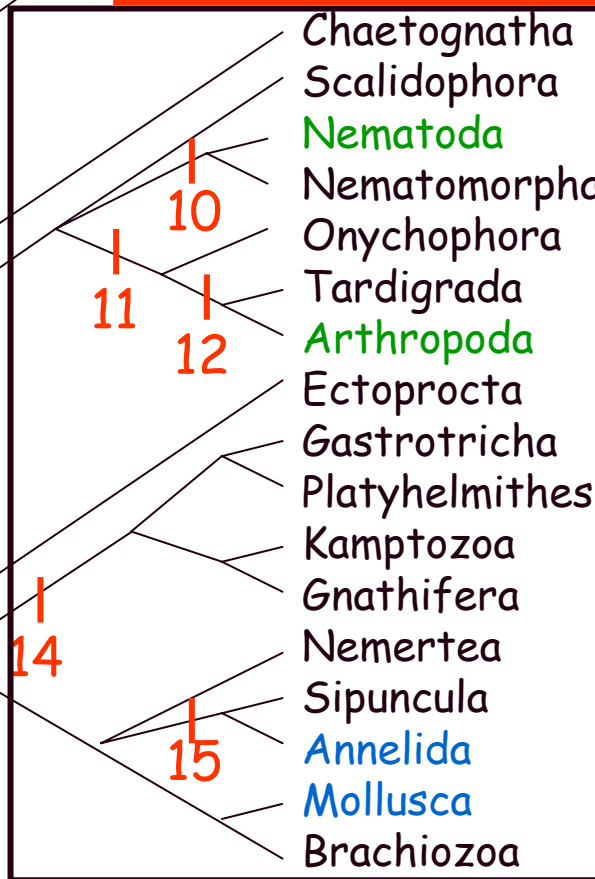 Chaetognatha
Scalidophora
Nematoda
Nematomorpha
10
Onychophora
Tardigrada
11
Arthropoda
12
Ectoprocta
Gastrotricha
Platyhelmithes
Kamptozoa
Gnathifera
Nemertea
14
Sipuncula
Annelida
15
Mollusca
Brachiozoa